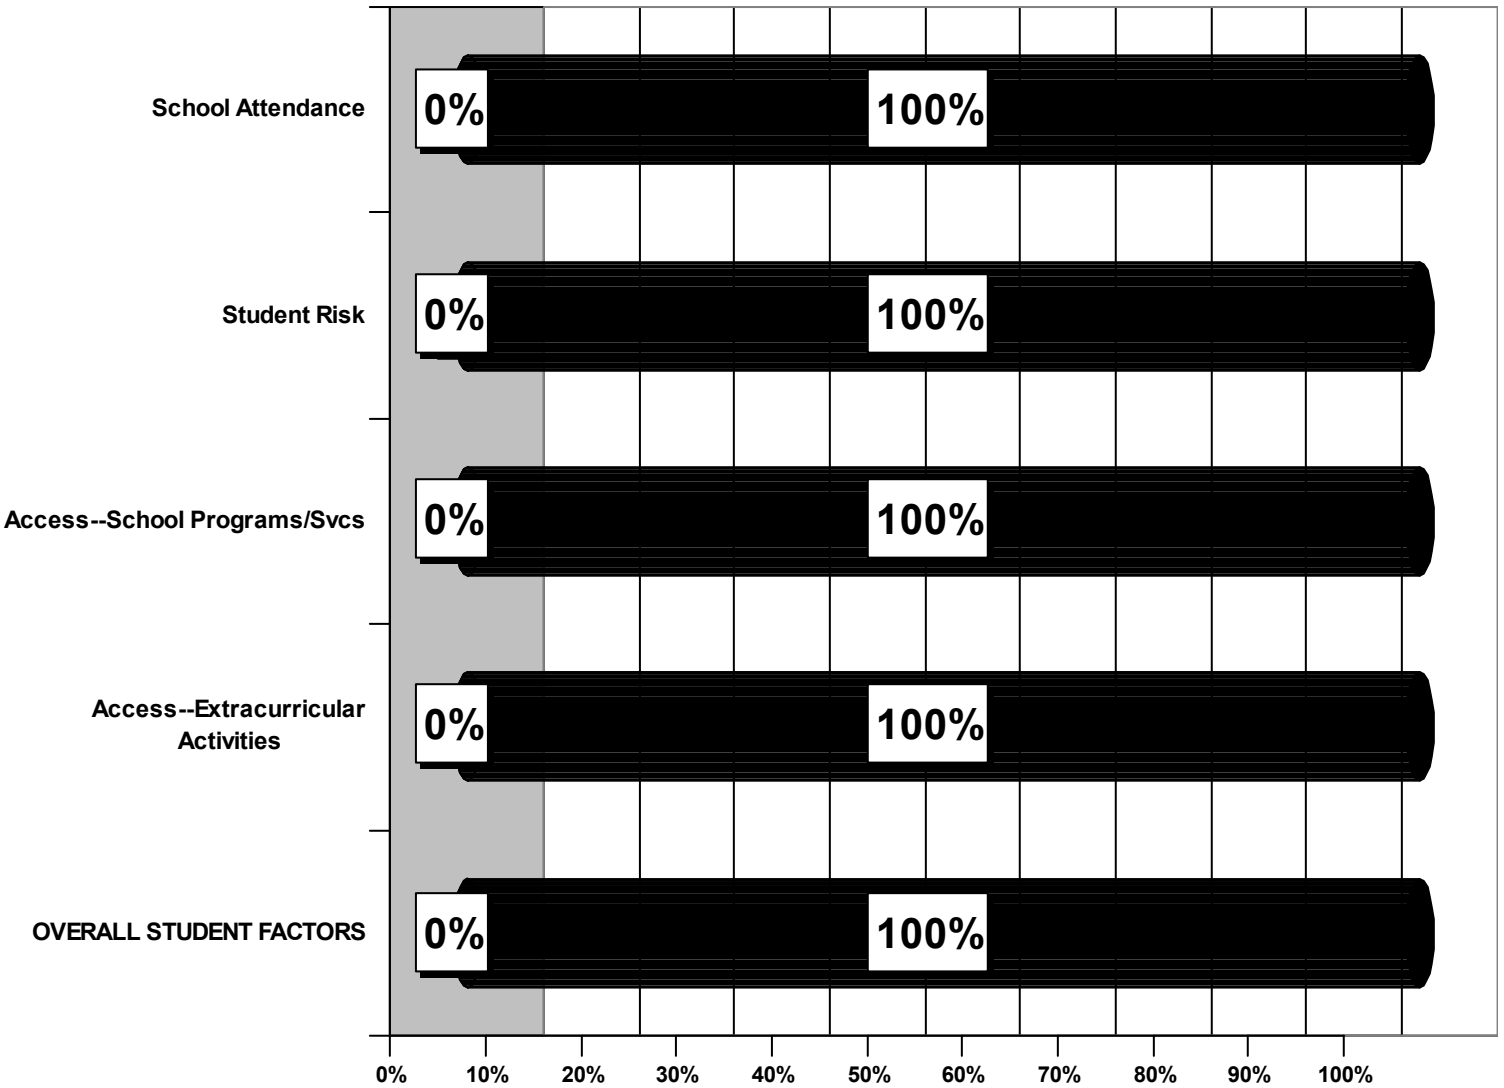 School Attendance 0% 100%
Student Risk 0% 100%
Access--School Programs/Svcs 0% 100%
Access--Extracurricular
Activities 0% 100%
OVERALL STUDENT FACTORS 0% 100%
0% 10% 20% 30% 40% 50% 60% 70% 80% 90% 100%